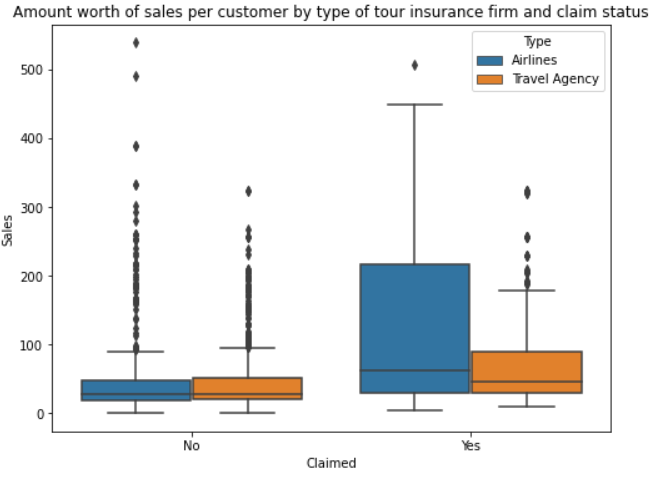 Amount worth of sales per customer by type of tour insurance firm and claim status
Type
Airlines
Travel Agency
500
400
300
200
100
0
Sales
No
Yes
Claimed